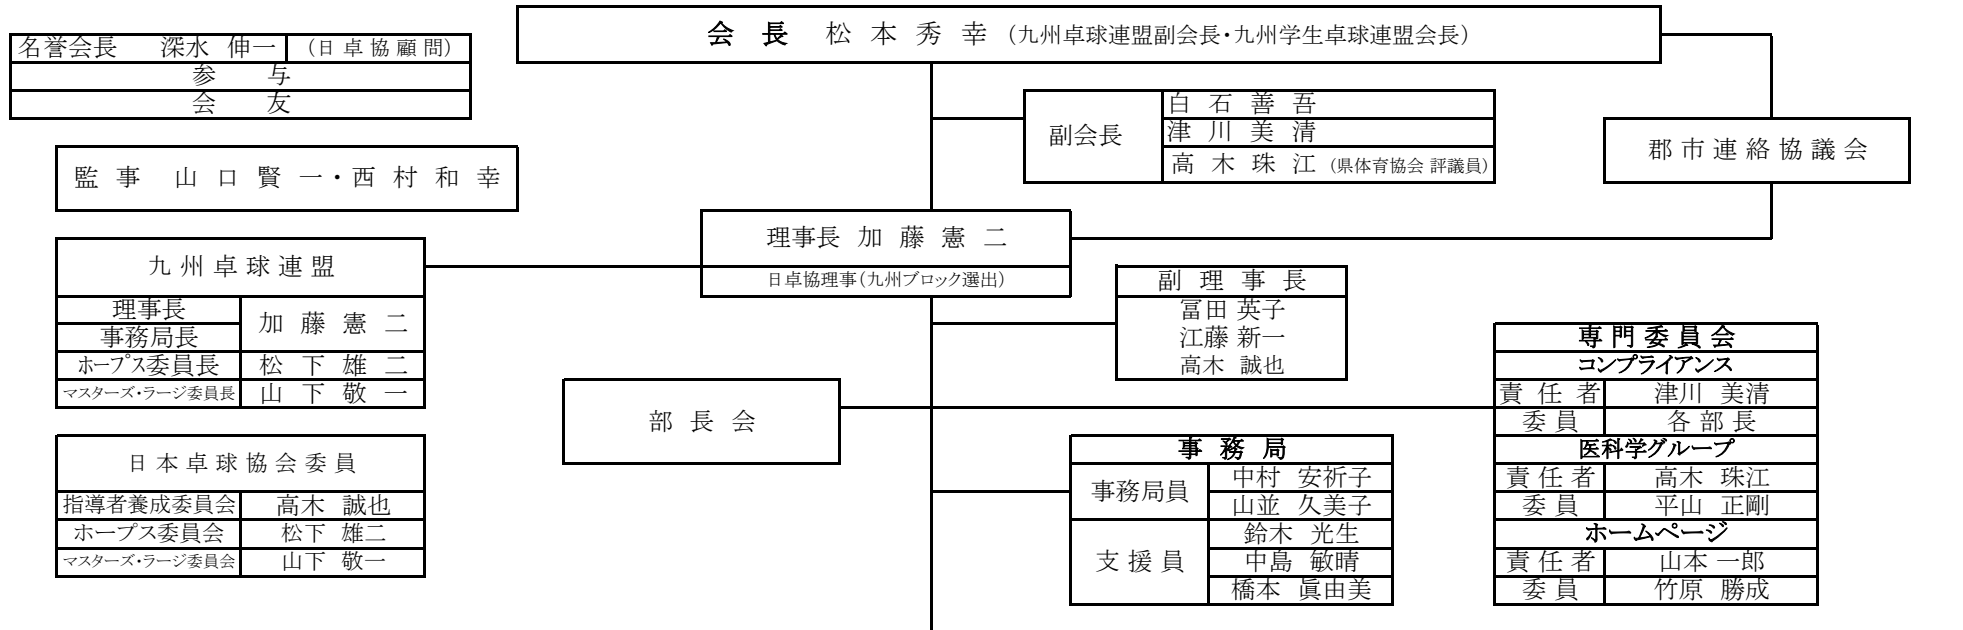 会 長 松 本 秀 幸 (九州卓球連盟副会長・九州学生卓球連盟会長)
名誉会長 深水 伸一 (日 卓 協 顧 問)
参 与
会 友
監 事 山 口 賢 一・西 村 和 幸
副会長
白 石 善 吾
津 川 美 清
高 木 珠 江 (県体育協会 評議員)
郡 市 連 絡 協 議 会
理事長 加 藤 憲 二
日卓協理事(九州ブロック選出)
九 州 卓 球 連 盟
理事長
事務局長
加 藤 憲 二
ホープス委員長 松 下 雄 二
マスターズ・ラージ委員長 山 下 敬 一
副 理 事 長
冨田 英子
江藤 新一
高木 誠也
部 長 会
専 門 委 員 会
コンプライアンス
責 任 者 津川 美清
委 員 各 部 長
医科学グループ
責 任 者 高木 珠江
委 員 平山 正剛
ホームページ
責 任 者 山本 一郎
委 員 竹原 勝成
日 本 卓 球 協 会 委 員
指導者養成委員会 高木 誠也
ホープス委員会 松下 雄二
マスターズ・ラージ委員会 山下 敬一
事 務 局
事務局員
中村 安祈子
山並 久美子
支 援 員
鈴木 光生
中島 敏晴
橋本 眞由美